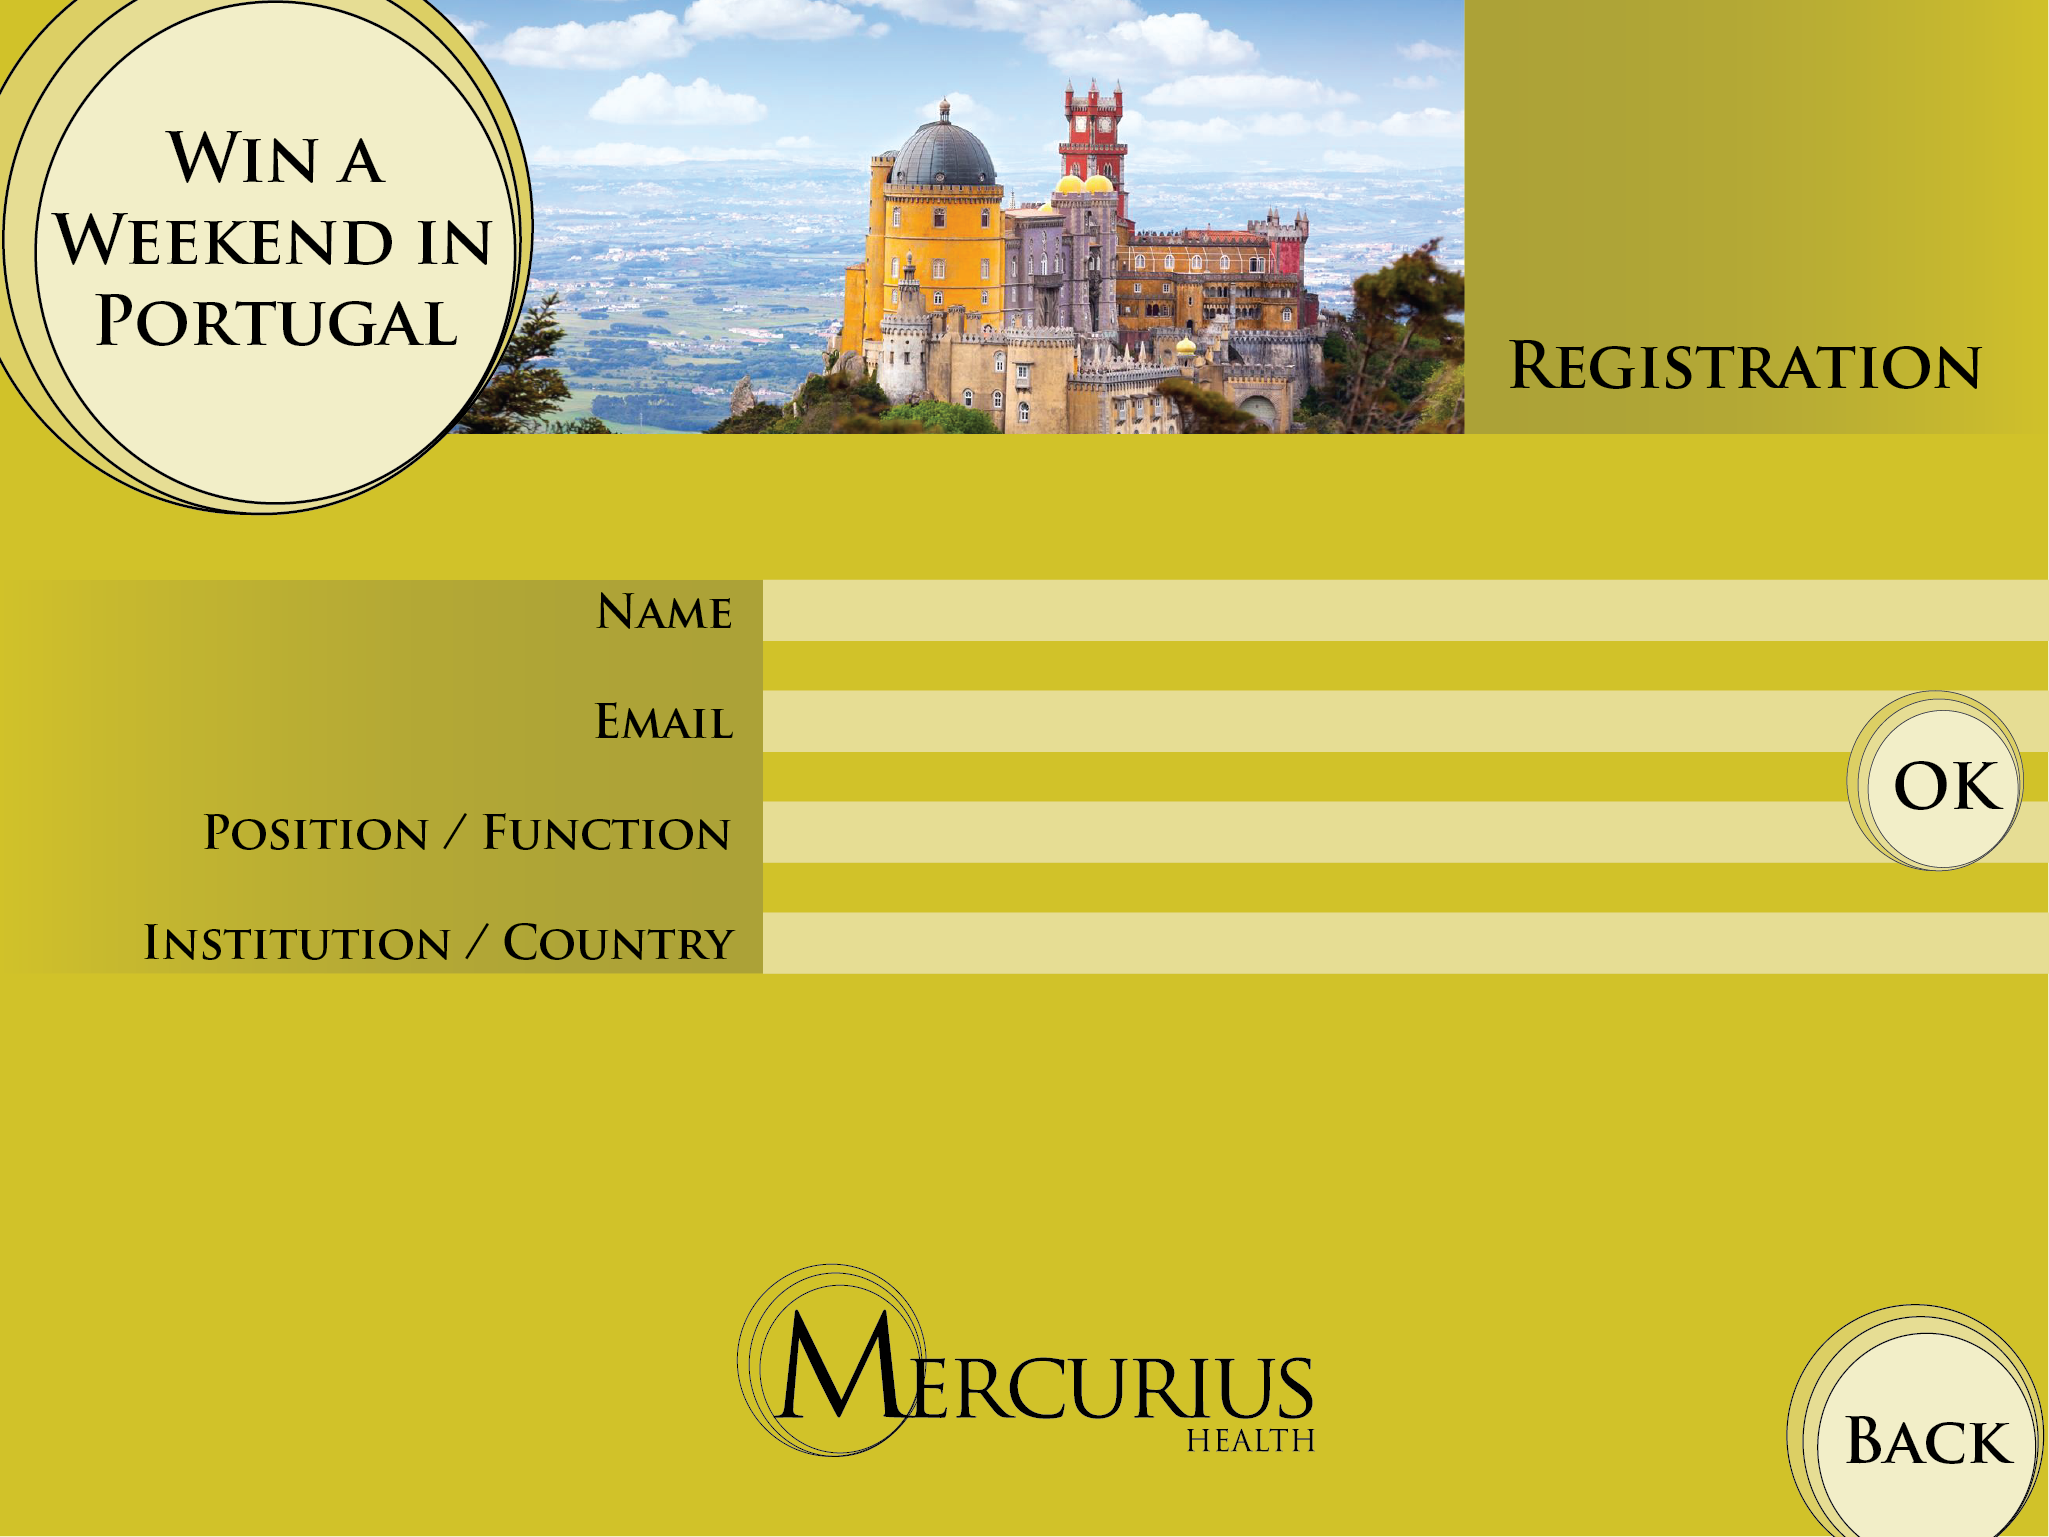 Win a
Weekend in
Portugal
Registration
Name
Email
Position / Function
Institution / Country
OK
Mercurius
Health
Back